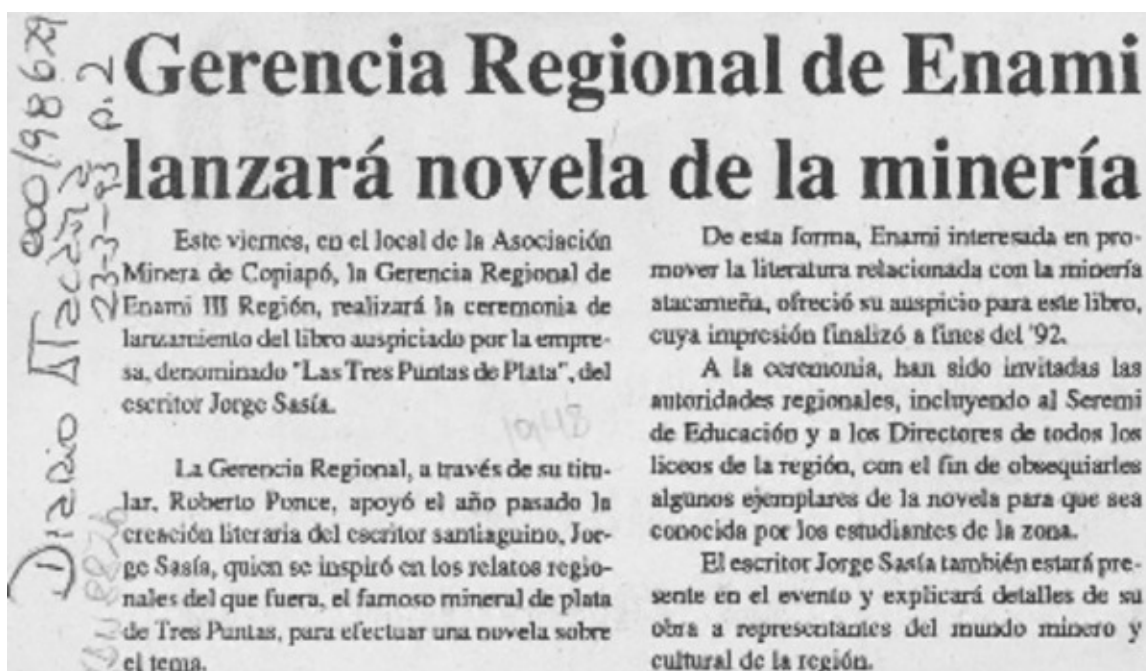 Gerencia Regional de Enami
lanzará novela de la minería
Este viernes, en el local de la Asociación
Minera de Copiapó, la Gerencia Regional de
Enami III Región, realizará la ceremonia de
lanzamiento del libro auspiciado por la empre-
sa, denominado "Las Tres Puntas de Plata", del
escritor Jorge Sasía.
La Gerencia Regional, a través de su titu-
lar, Roberto Ponce, apoyó el año pasado la
creación literaria del escritor santiaguino, Jor-
ge Sasía, quien se inspiró en los relatos regio-
nales del que fuera, el famoso mineral de plata
de Tres Puntas, para efectuar una novela sobre
el tema.
De esta forma, Enami interesada en pro-
mover la literatura relacionada con la minería
atacameña, ofreció su auspicio para este libro,
cuya impresión finalizó a fines del '92.
A la ceremonia, han sido invitadas las
autoridades regionales, incluyendo al Seremi
de Educación y a los Directores de todos los
liceos de la región, con el fin de obsequiarles
algunos ejemplares de la novela para que sea
conocida por los estudiantes de la zona.
El escritor Jorge Sasía también estará pre-
sente en el evento y explicará detalles de su
obra a representantes del mundo minero y
cultural de la región.
Diario Atacama
23-3-93 p.2